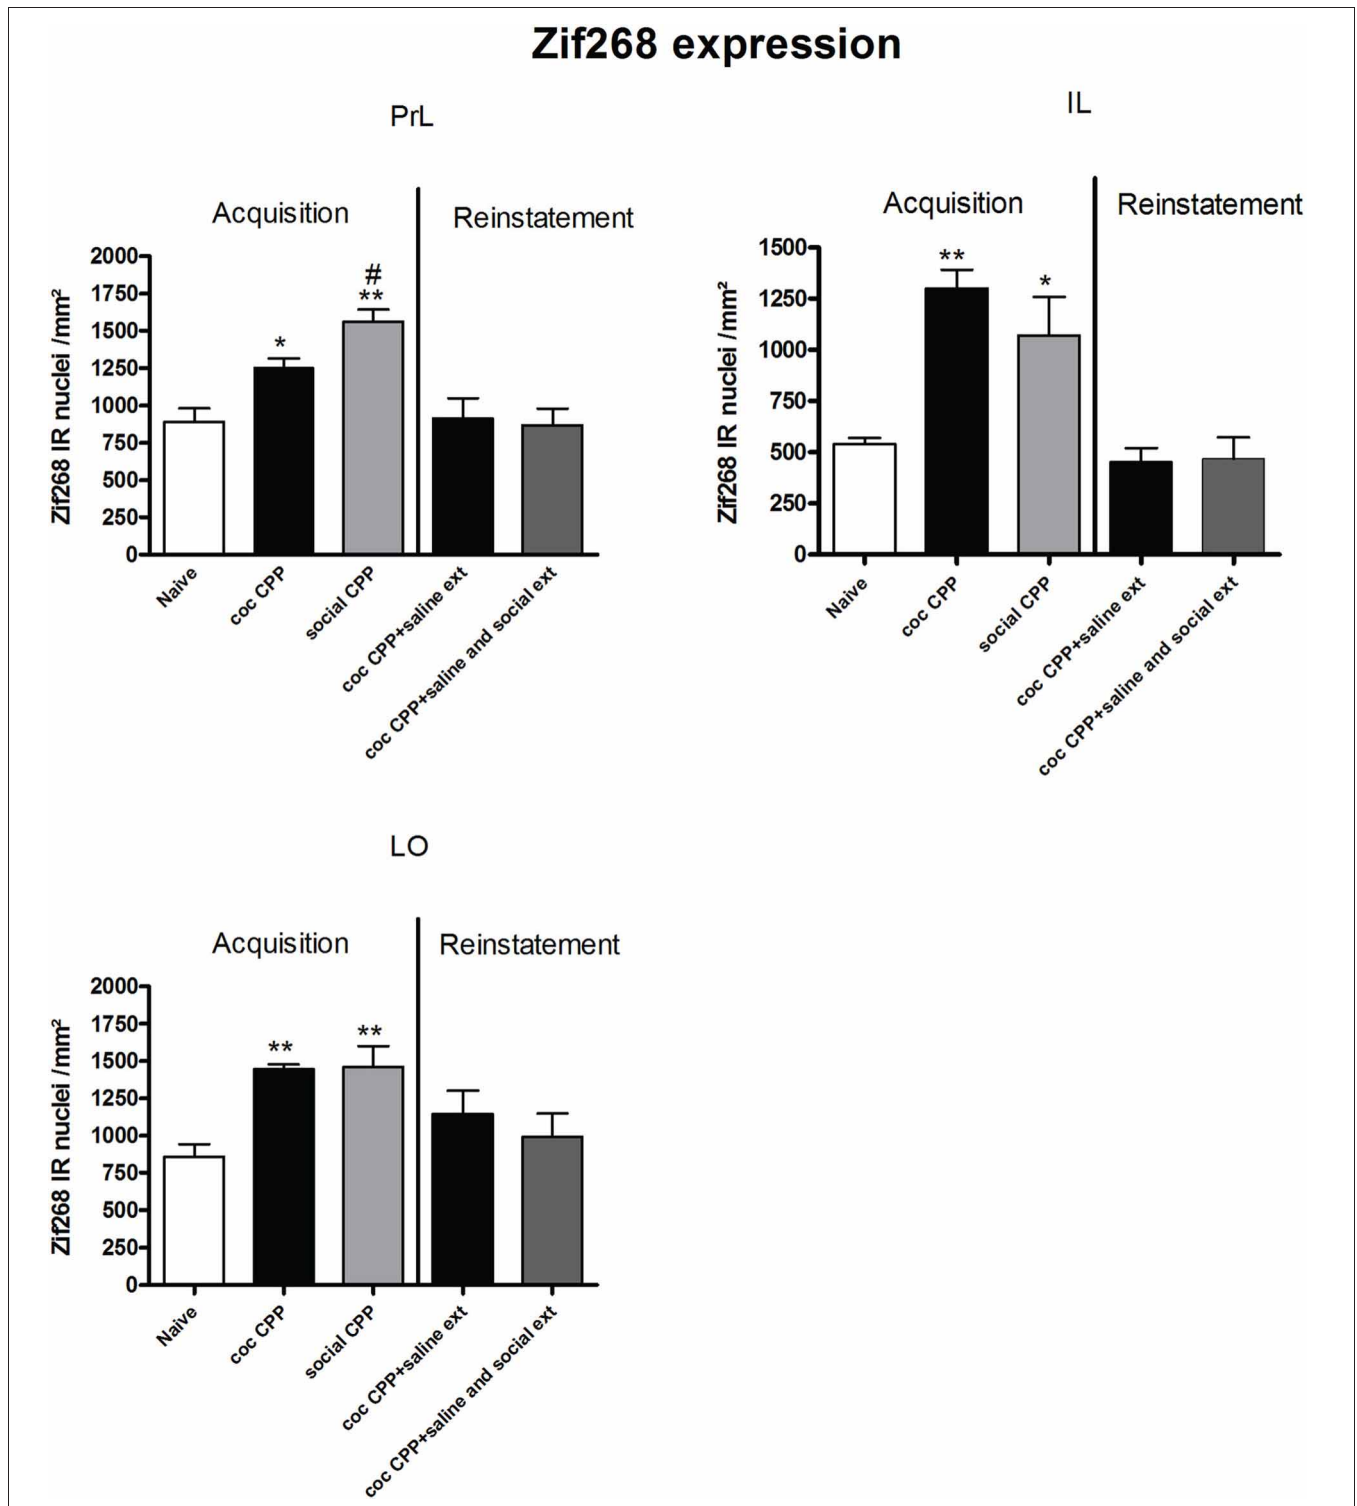 Zif268 expression
PrL
Acquisition
Reinstatement
Zif268 IR nuclei /mm²
2000
1750
1500
1250
1000
750
500
250
0
*
#
**
Naive
coc CPP
social CPP
coc CPP+saline ext
coc CPP+saline and social ext
IL
Acquisition
Reinstatement
Zif268 IR nuclei /mm²
1500
1250
1000
750
500
250
0
**
*
Naive
coc CPP
social CPP
coc CPP+saline ext
coc CPP+saline and social ext
LO
Acquisition
Reinstatement
Zif268 IR nuclei /mm²
2000
1750
1500
1250
1000
750
500
250
0
**
**
Naive
coc CPP
social CPP
coc CPP+saline ext
coc CPP+saline and social ext